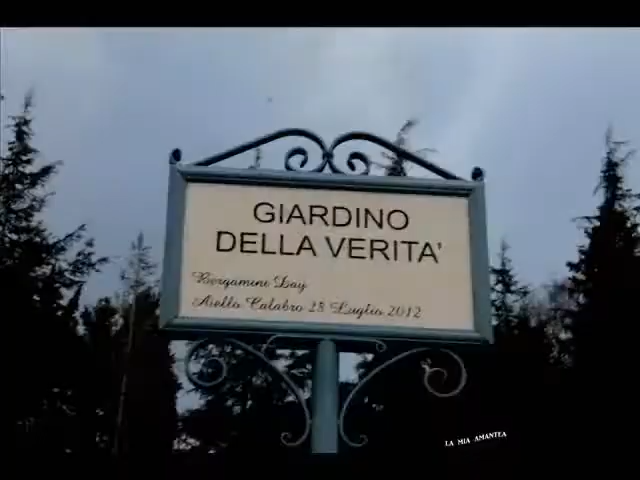 GIARDINO
DELLA VERITA'
Bergamini Day
Aiello Calabro 28 Luglio 2012
LA MIA AMANTEA